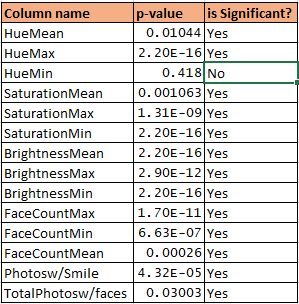 Column name p-value is Significant?
HueMean 0.01044 Yes
HueMax 2.20E-16 Yes
HueMin 0.418 No
SaturationMean 0.001063 Yes
SaturationMax 1.31E-09 Yes
SaturationMin 2.20E-16 Yes
BrightnessMean 2.20E-16 Yes
BrightnessMax 2.90E-12 Yes
BrightnessMin 2.20E-16 Yes
FaceCountMax 1.70E-11 Yes
FaceCountMin 6.63E-07 Yes
FaceCountMean 0.00026 Yes
Photosw/Smile 4.32E-05 Yes
TotalPhotosw/faces 0.03003 Yes